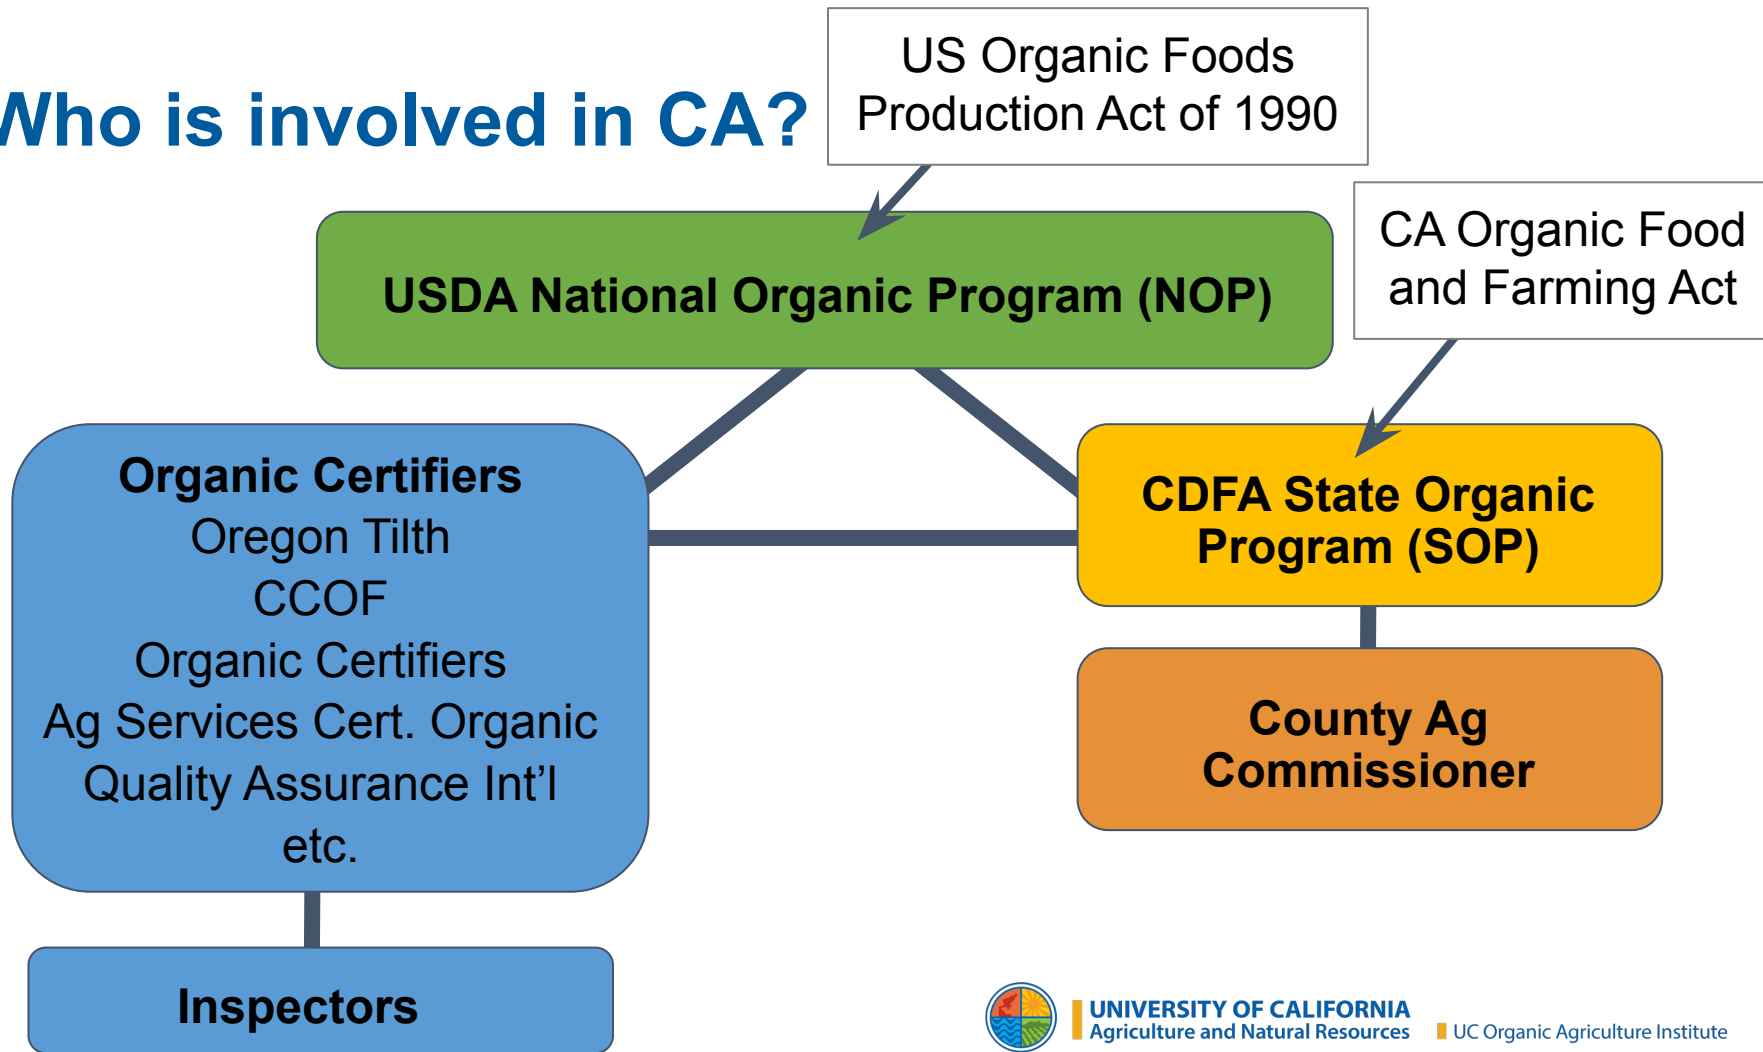 Who is involved in CA?
US Organic Foods
Production Act of 1990
CA Organic Food
and Farming Act
USDA National Organic Program (NOP)
Organic Certifiers
Oregon Tilth
CCOF
Organic Certifiers
Ag Services Cert. Organic
Quality Assurance Int'l
etc.
CDFA State Organic
Program (SOP)
County Ag
Commissioner
Inspectors
UNIVERSITY OF CALIFORNIA
Agriculture and Natural Resources
UC Organic Agriculture Institute